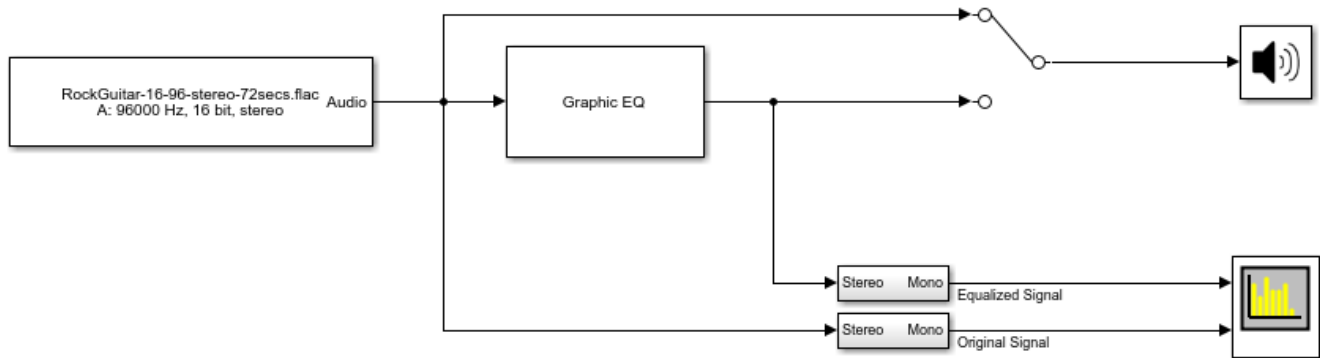 RockGuitar-16-96-stereo-72secs.flac
A: 96000 Hz, 16 bit, stereo
Audio
Graphic EQ
Stereo Mono
Equalized Signal
Stereo Mono
Original Signal